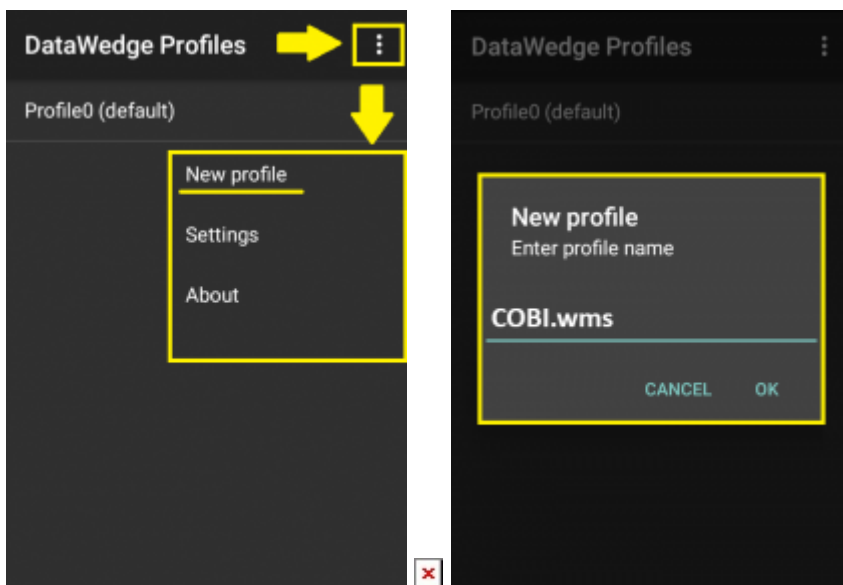 DataWedge Profiles
Profile0 (default)
New profile
Settings
About
DataWedge Profiles
Profile0 (default)
New profile
Enter profile name
COBI.wms
CANCEL OK